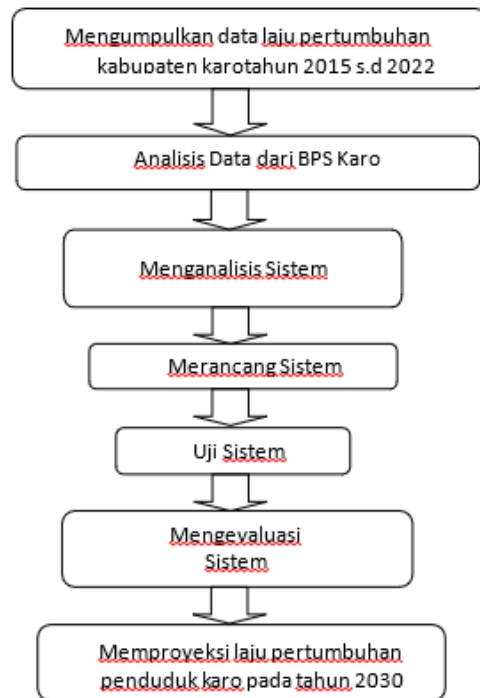 Mengumpulkan data laju pertumbuhan
kabupaten karotahun 2015 s.d 2022
Analisis Data dari BPS Karo
Menganalisis Sistem
Merancang Sistem
Uji Sistem
Mengevaluasi
Sistem
Memproyeksi laju pertumbuhan
penduduk karo pada tahun 2030